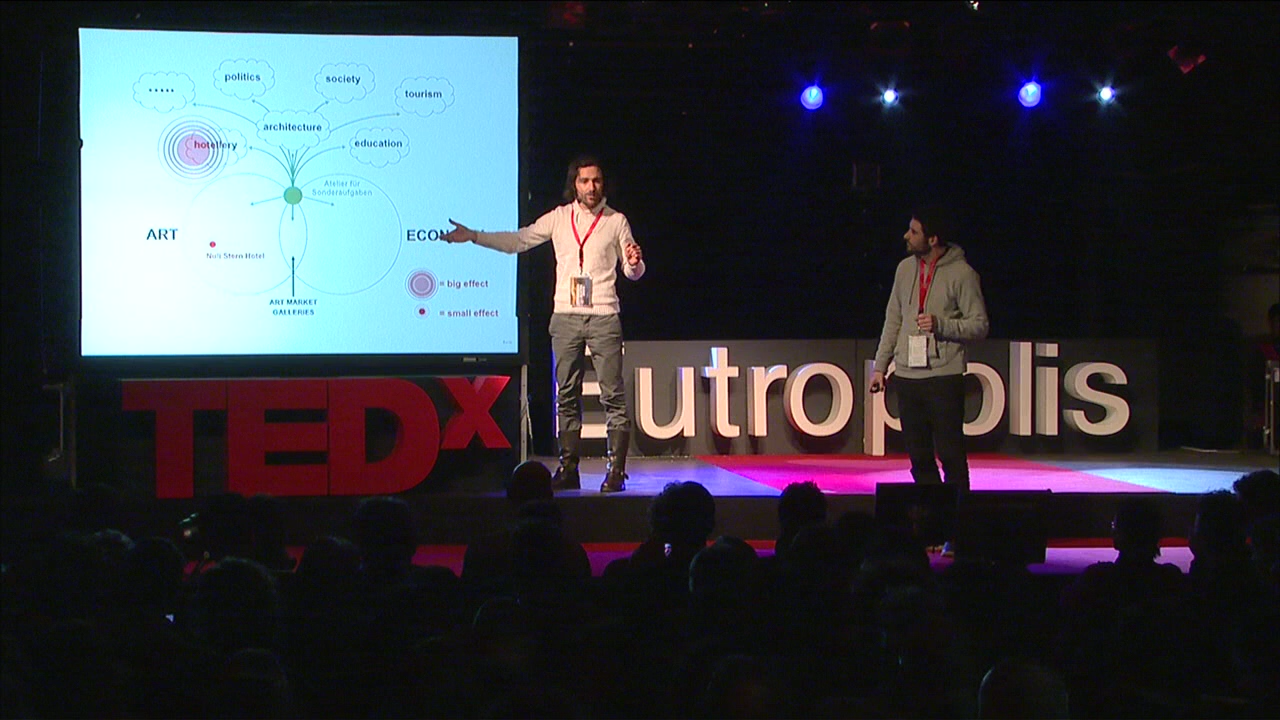 politics
society
.....
tourism
architecture
hotellery
education
Atelier für
Sonderaufgaben
ART
ECON
Null Stern Hotel
= big effect
ART MARKET
GALLERIES
= small effect
TEDx
Eutropolis